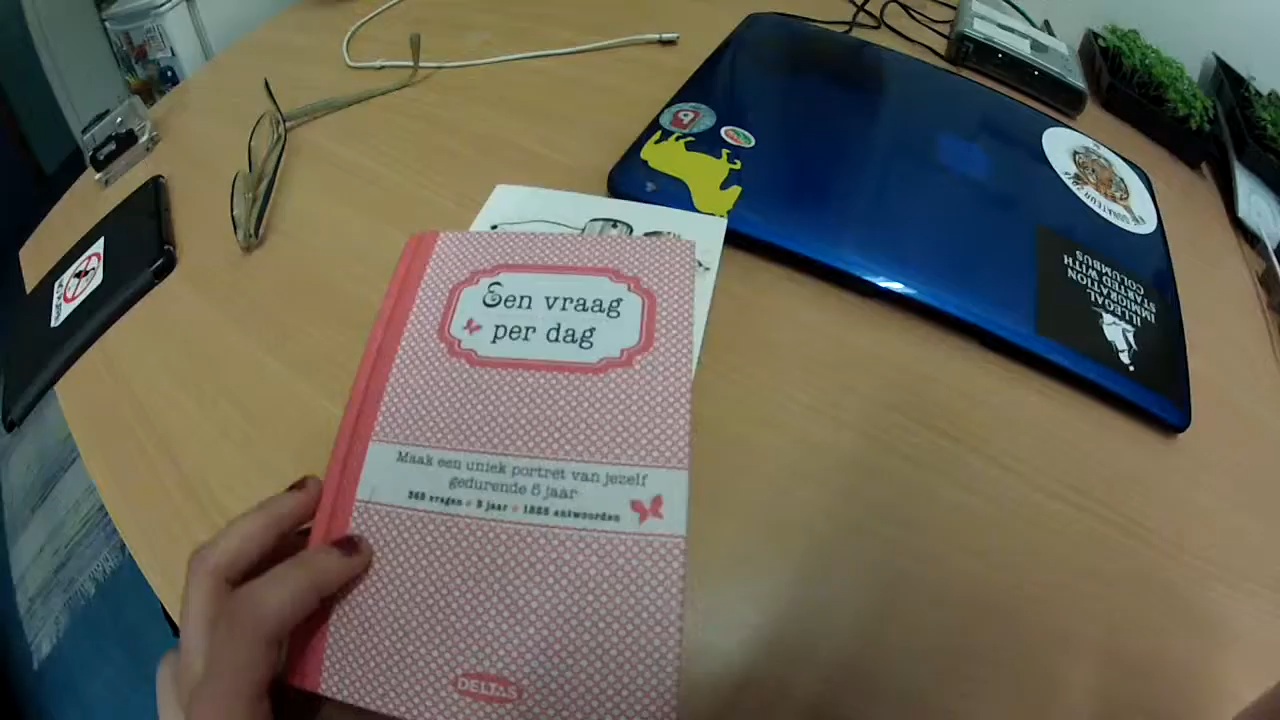 Een vraag
per dag
Maak een uniek portret van jezelf
gedurende 5 jaar
365 vragen • 5 jaar • 1825 antwoorden
DELTAS
ILLEGAL
IMMIGRATION
STARTED WITH
COLUMBUS